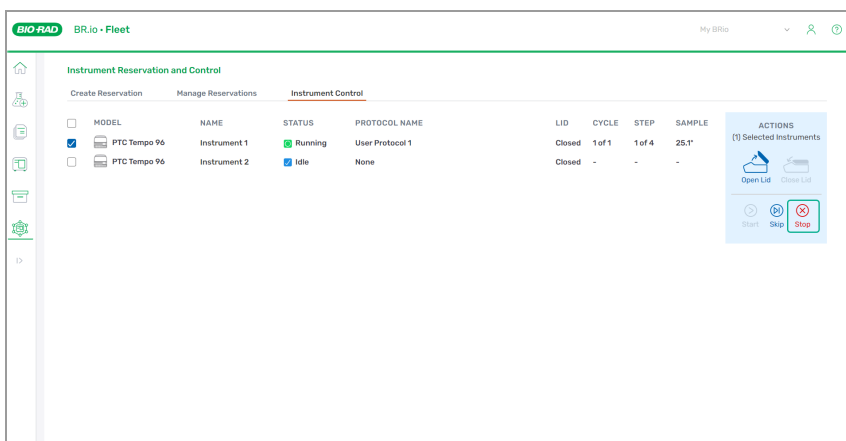 BIO-RAD BR.io • Fleet My BRio
Instrument Reservation and Control
Create Reservation Manage Reservations Instrument Control
MODEL NAME STATUS PROTOCOL NAME LID CYCLE STEP SAMPLE
PTC Tempo 96 Instrument 1 Running User Protocol 1 Closed 1 of 1 1 of 4 25.1°
PTC Tempo 96 Instrument 2 Idle None Closed - - -
ACTIONS
(1) Selected Instruments
Open Lid Close Lid
Start Skip Stop